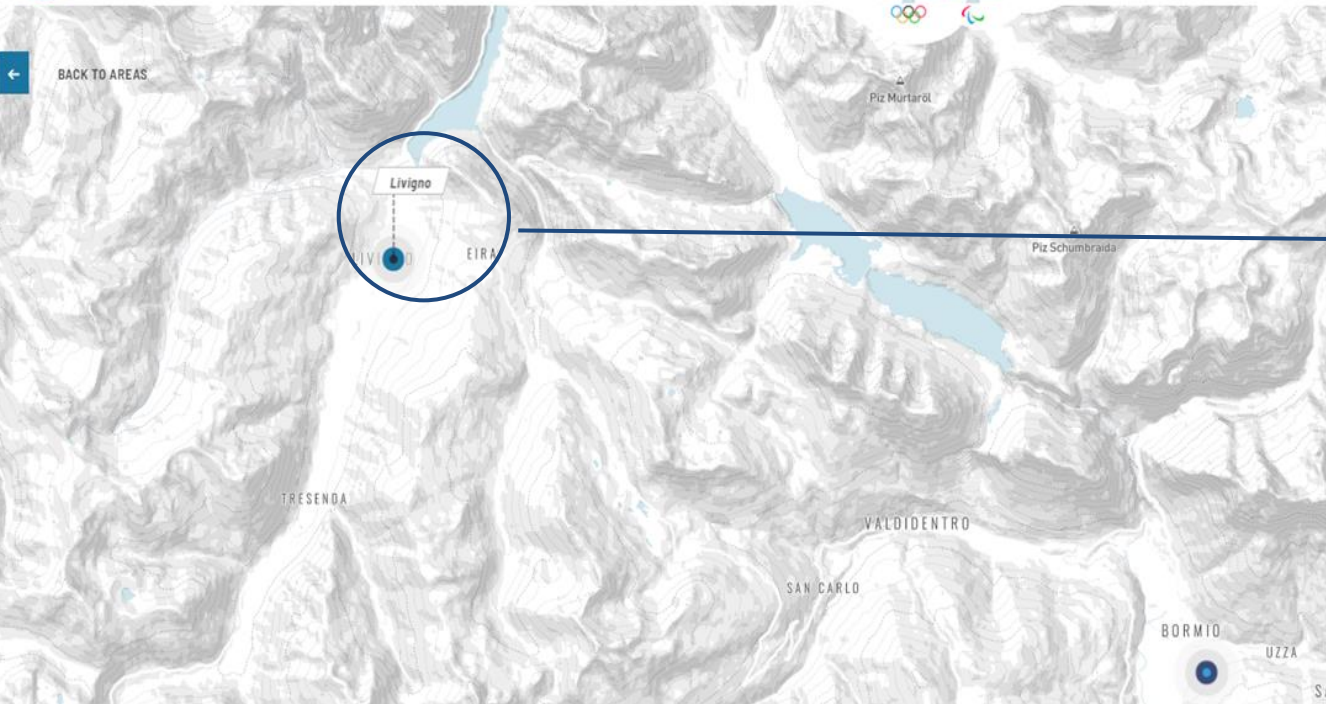 BACK TO AREAS
Piz Murtaröl
Livigno
Piz Schumbraida
EIRA
TRESENDA
VALDIDENTRO
SAN CARLO
BORMIO
UZZA